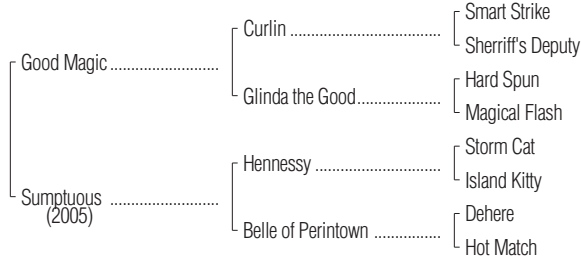 Smart Strike
Curlin ..............................
Sherriff's Deputy
Good Magic ......................
Hard Spun
Glinda the Good................
Magical Flash
Storm Cat
Hennessy ........................
Island Kitty
Sumptuous ......................
(2005)
Dehere
Belle of Perintown .............
Hot Match